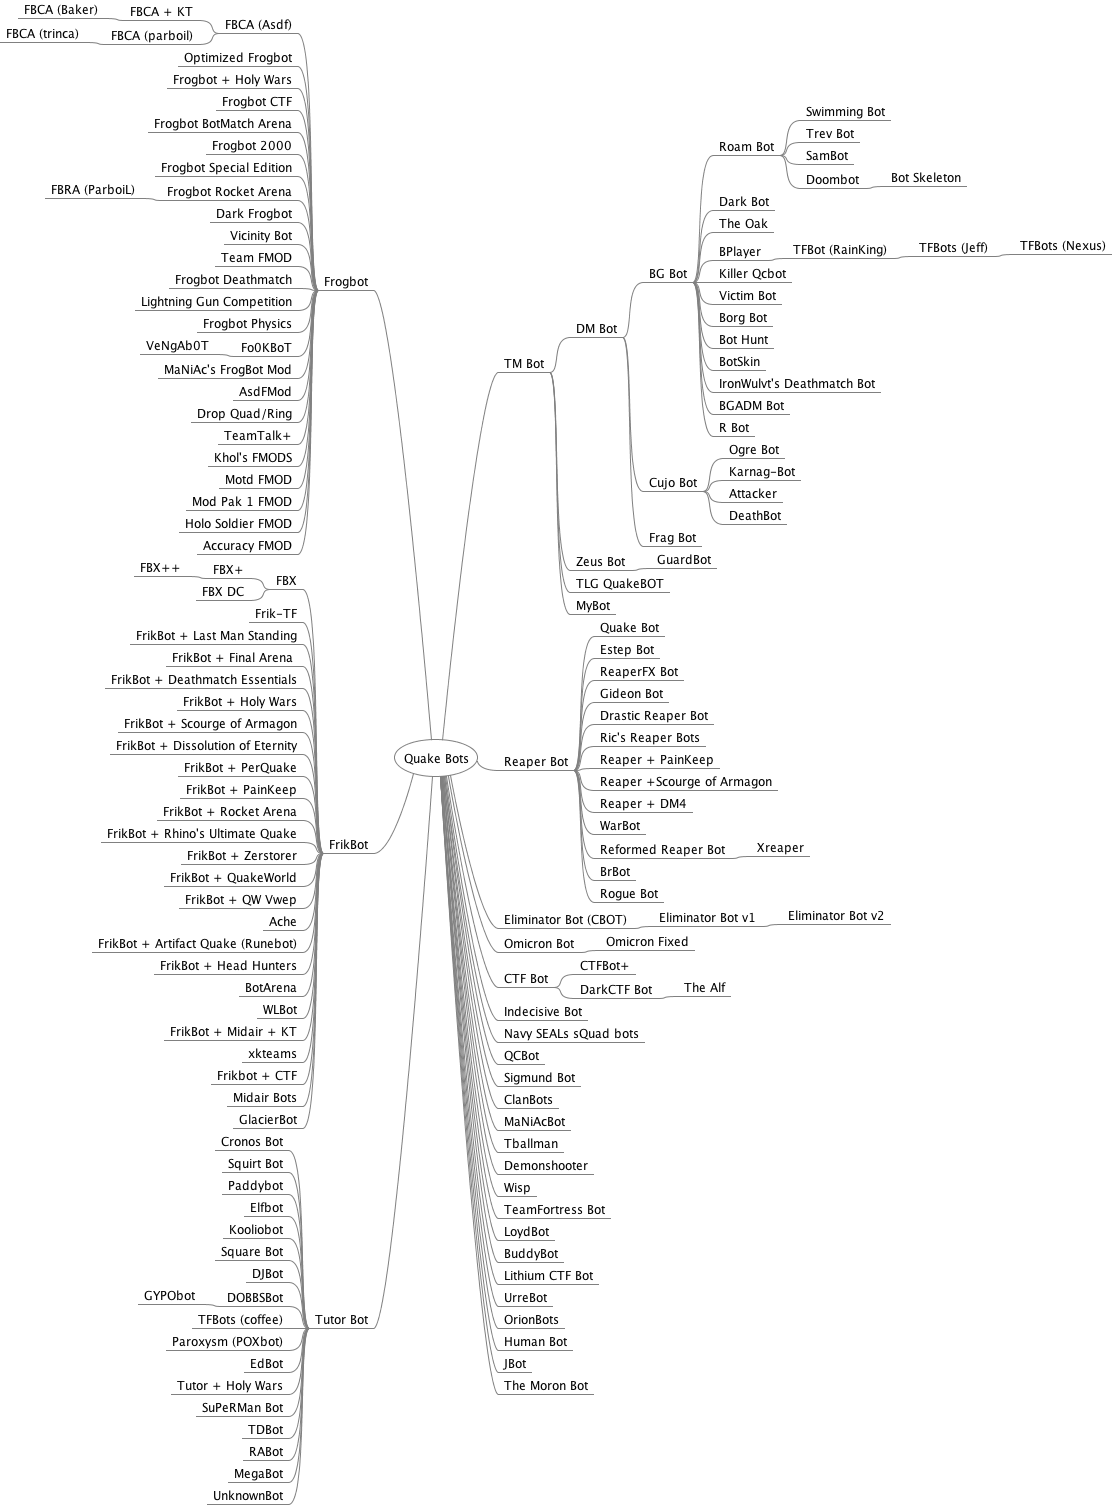 Quake Bots
Frogbot
FBCA (Asdf)
FBCA + KT
FBCA (Baker)
FBCA (parboil)
FBCA (trinca)
Optimized Frogbot
Frogbot + Holy Wars
Frogbot CTF
Frogbot BotMatch Arena
Frogbot 2000
Frogbot Special Edition
Frogbot Rocket Arena
FBRA (ParboiL)
Dark Frogbot
Vicinity Bot
Team FMOD
Frogbot Deathmatch
Lightning Gun Competition
Frogbot Physics
Fo0KBoT
VeNgAb0T
MaNiAc's FrogBot Mod
AsdFMod
Drop Quad/Ring
TeamTalk+
Khol's FMODS
Motd FMOD
Mod Pak 1 FMOD
Holo Soldier FMOD
Accuracy FMOD
FrikBot
FBX
FBX+
FBX++
FBX DC
Frik-TF
FrikBot + Last Man Standing
FrikBot + Final Arena
FrikBot + Deathmatch Essentials
FrikBot + Holy Wars
FrikBot + Scourge of Armagon
FrikBot + Dissolution of Eternity
FrikBot + PerQuake
FrikBot + PainKeep
FrikBot + Rocket Arena
FrikBot + Rhino's Ultimate Quake
FrikBot + Zerstorer
FrikBot + QuakeWorld
FrikBot + QW Vwep
Ache
FrikBot + Artifact Quake (Runebot)
FrikBot + Head Hunters
BotArena
WLBot
FrikBot + Midair + KT
xkteams
Frikbot + CTF
Midair Bots
GlacierBot
Tutor Bot
Cronos Bot
Squirt Bot
Paddybot
Elfbot
Kooliobot
Square Bot
DJBot
DOBBSBot
GYPObot
TFBots (coffee)
Paroxysm (POXbot)
EdBot
Tutor + Holy Wars
SuPeRMan Bot
TDBot
RABot
MegaBot
UnknownBot
TM Bot
DM Bot
BG Bot
Roam Bot
Swimming Bot
Trev Bot
SamBot
Doombot
Bot Skeleton
Dark Bot
The Oak
BPlayer
TFBot (RainKing)
TFBots (Jeff)
TFBots (Nexus)
Killer Qcbot
Victim Bot
Borg Bot
Bot Hunt
BotSkin
IronWulvt's Deathmatch Bot
BGADM Bot
R Bot
Cujo Bot
Ogre Bot
Karnag-Bot
Attacker
DeathBot
Frag Bot
Zeus Bot
GuardBot
TLG QuakeBOT
MyBot
Reaper Bot
Quake Bot
Estep Bot
ReaperFX Bot
Gideon Bot
Drastic Reaper Bot
Ric's Reaper Bots
Reaper + PainKeep
Reaper +Scourge of Armagon
Reaper + DM4
WarBot
Reformed Reaper Bot
Xreaper
BrBot
Rogue Bot
Eliminator Bot (CBOT)
Eliminator Bot v1
Eliminator Bot v2
Omicron Bot
Omicron Fixed
CTF Bot
CTFBot+
DarkCTF Bot
The Alf
Indecisive Bot
Navy SEALs sQuad bots
QCBot
Sigmund Bot
ClanBots
MaNiAcBot
Tballman
Demonshooter
Wisp
TeamFortress Bot
LoydBot
BuddyBot
Lithium CTF Bot
UrreBot
OrionBots
Human Bot
JBot
The Moron Bot